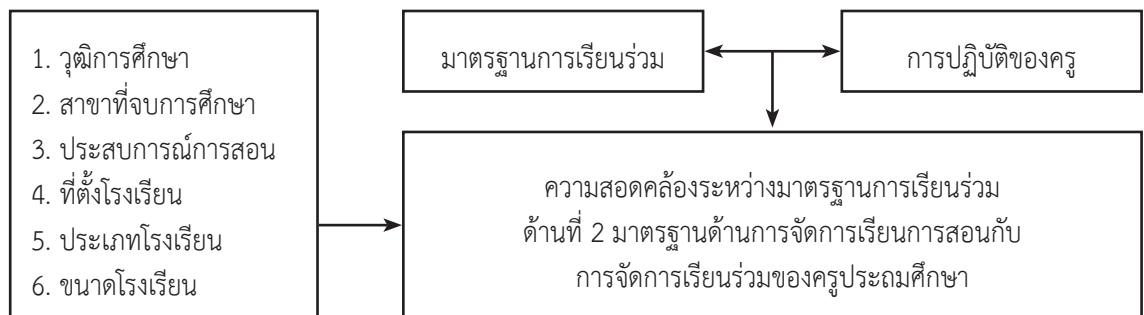 1. วุฒิการศึกษา
2. สาขาที่จบการศึกษา
3. ประสบการณ์การสอน
4. ที่ตั้งโรงเรียน
5. ประเภทโรงเรียน
6. ขนาดโรงเรียน
มาตรฐานการเรียนร่วม
การปฏิบัติของครู
ความสอดคล้องระหว่างมาตรฐานการเรียนร่วม
ด้านที่ 2 มาตรฐานด้านการจัดการเรียนการสอนกับ
การจัดการเรียนร่วมของครูประถมศึกษา